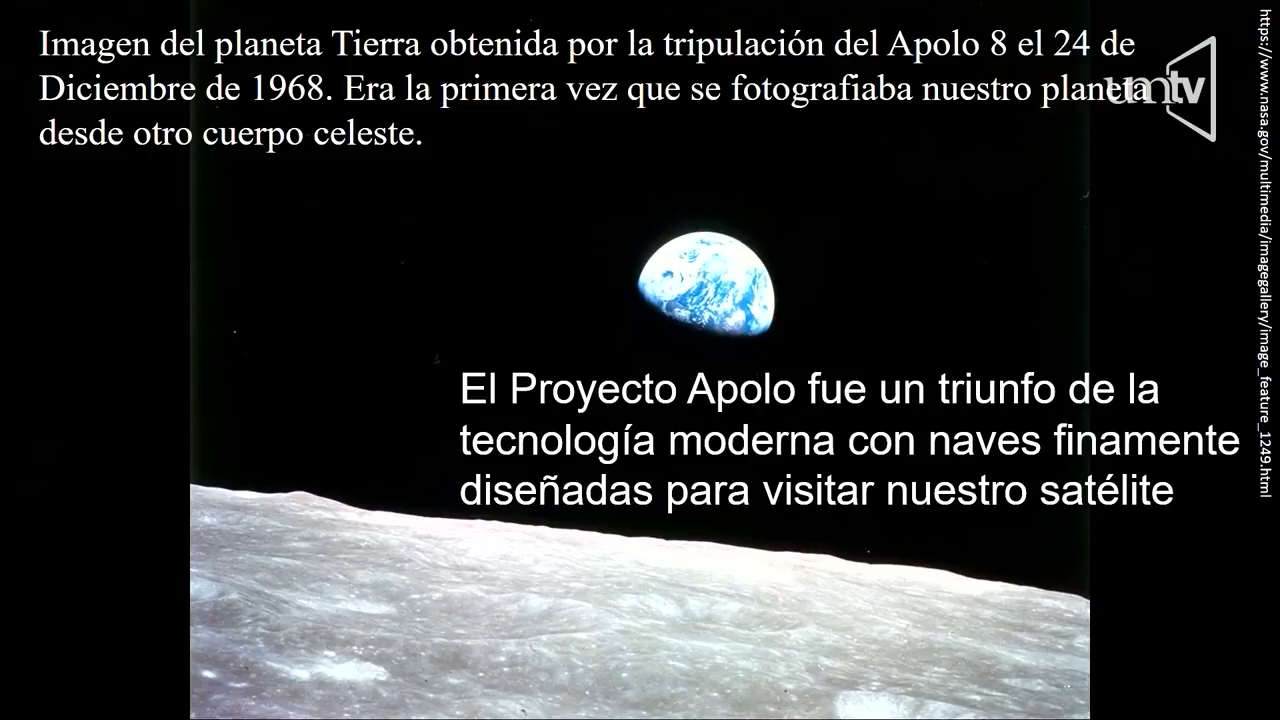 Imagen del planeta Tierra obtenida por la tripulación del Apolo 8 el 24 de
Diciembre de 1968. Era la primera vez que se fotografiaba nuestro planeta
desde otro cuerpo celeste.
umtv
El Proyecto Apolo fue un triunfo de la
tecnología moderna con naves finamente
diseñadas para visitar nuestro satélite
https://www.nasa.gov/multimedia/imagegallery/image_feature_1249.html